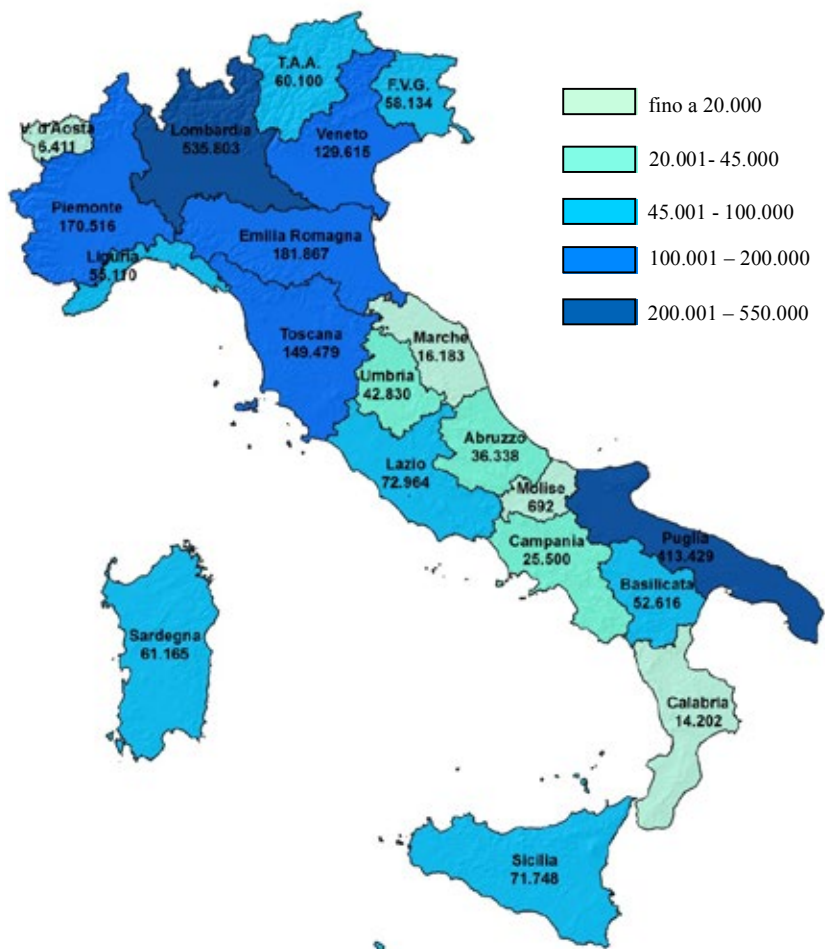 T.A.A.
60.100
F.V.G.
58.134
V. d'Aosta
6.411
Lombardia
535.803
Veneto
129.615
Piemonte
170.516
Emilia Romagna
181.867
Liguria
55.110
Toscana
149.479
Marche
16.183
Umbria
42.830
Abruzzo
36.338
Lazio
72.964
Molise
692
Campania
25.500
Puglia
413.429
Basilicata
52.616
Sardegna
61.165
Calabria
14.202
Sicilia
71.748
fino a 20.000
20.001- 45.000
45.001 - 100.000
100.001 – 200.000
200.001 – 550.000